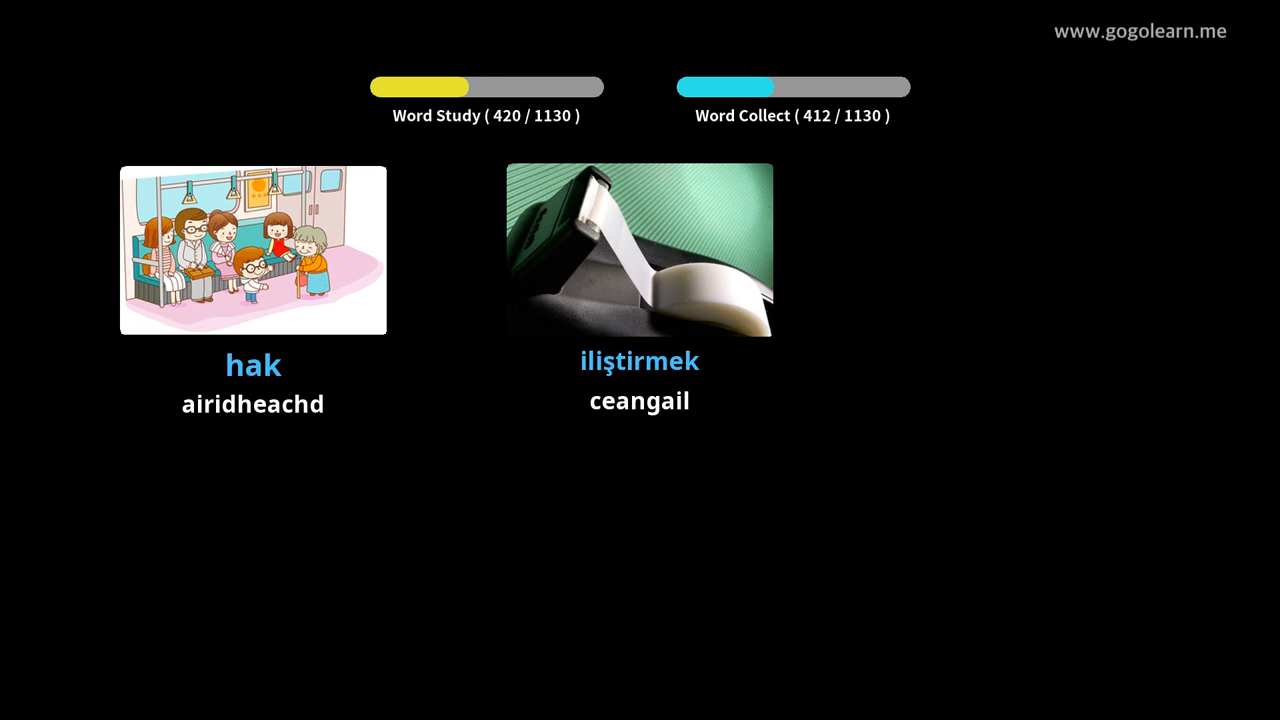 www.gogolearn.me
Word Study ( 420 / 1130 )
Word Collect ( 412 / 1130 )
hak
airidheachd
iliştirmek
ceangail